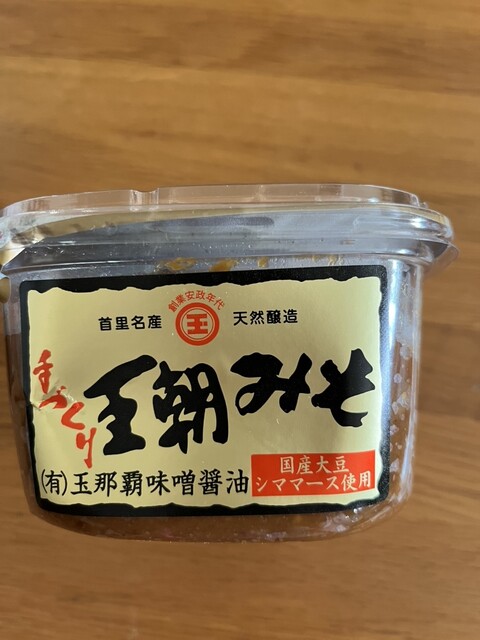 創業安政年代
首里名産 玉 天然醸造
手づくり
王朝みそ
(有)玉那覇味噌醤油
国産大豆
シママース使用